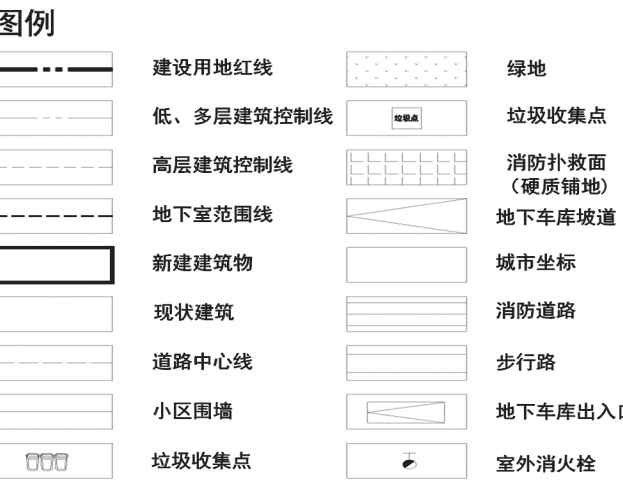 图例
建设用地红线
绿地
低、多层建筑控制线
垃圾点
垃圾收集点
高层建筑控制线
消防扑救面
(硬质铺地)
地下室范围线
地下车库坡道
新建建筑物
城市坐标
现状建筑
消防道路
道路中心线
步行路
小区围墙
地下车库出入口
垃圾收集点
室外消火栓